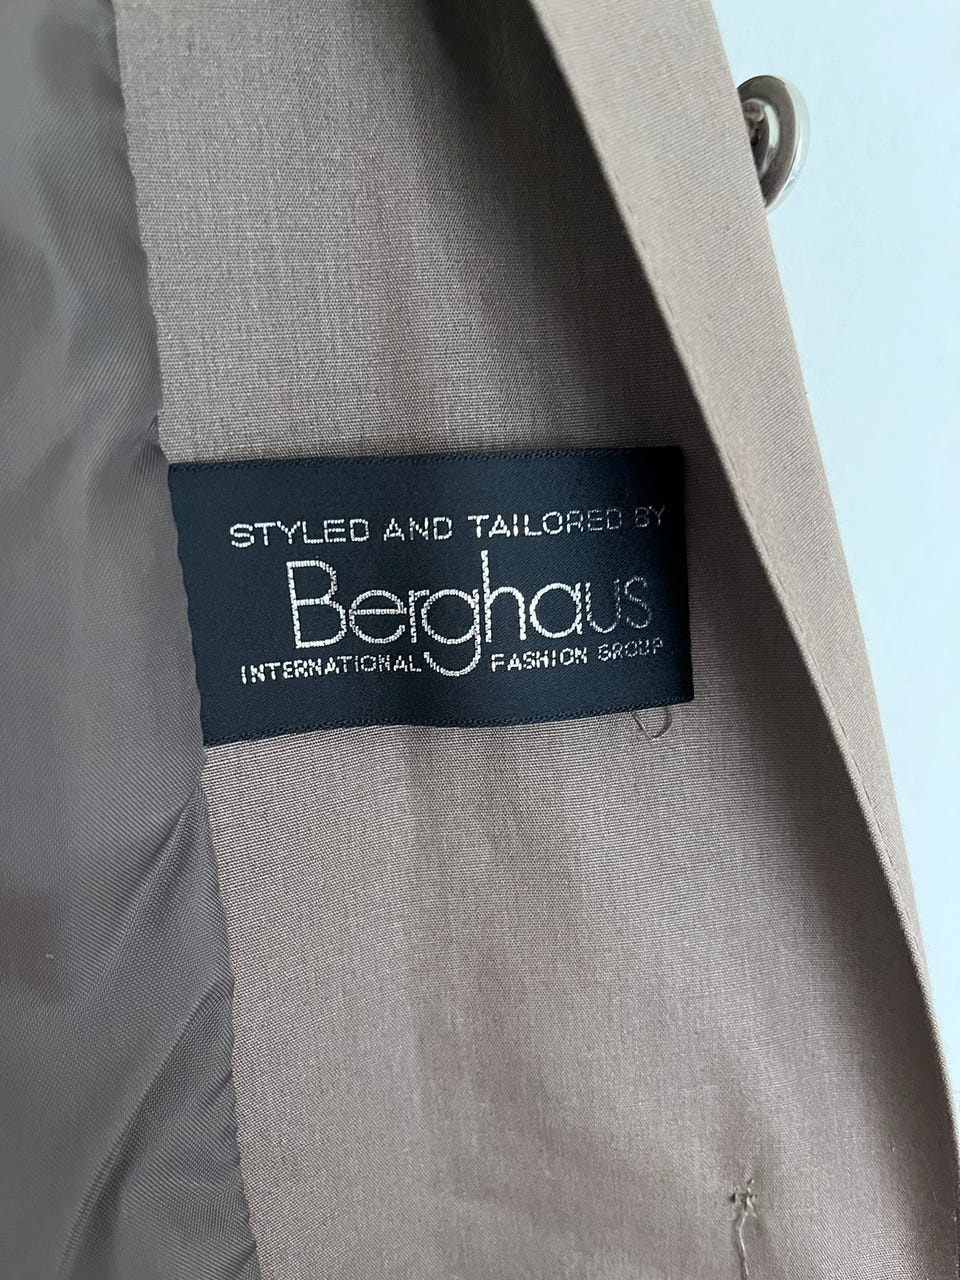 STYLED AND TAILORED BY
Berghaus
INTERNATIONAL FASHION GROUP